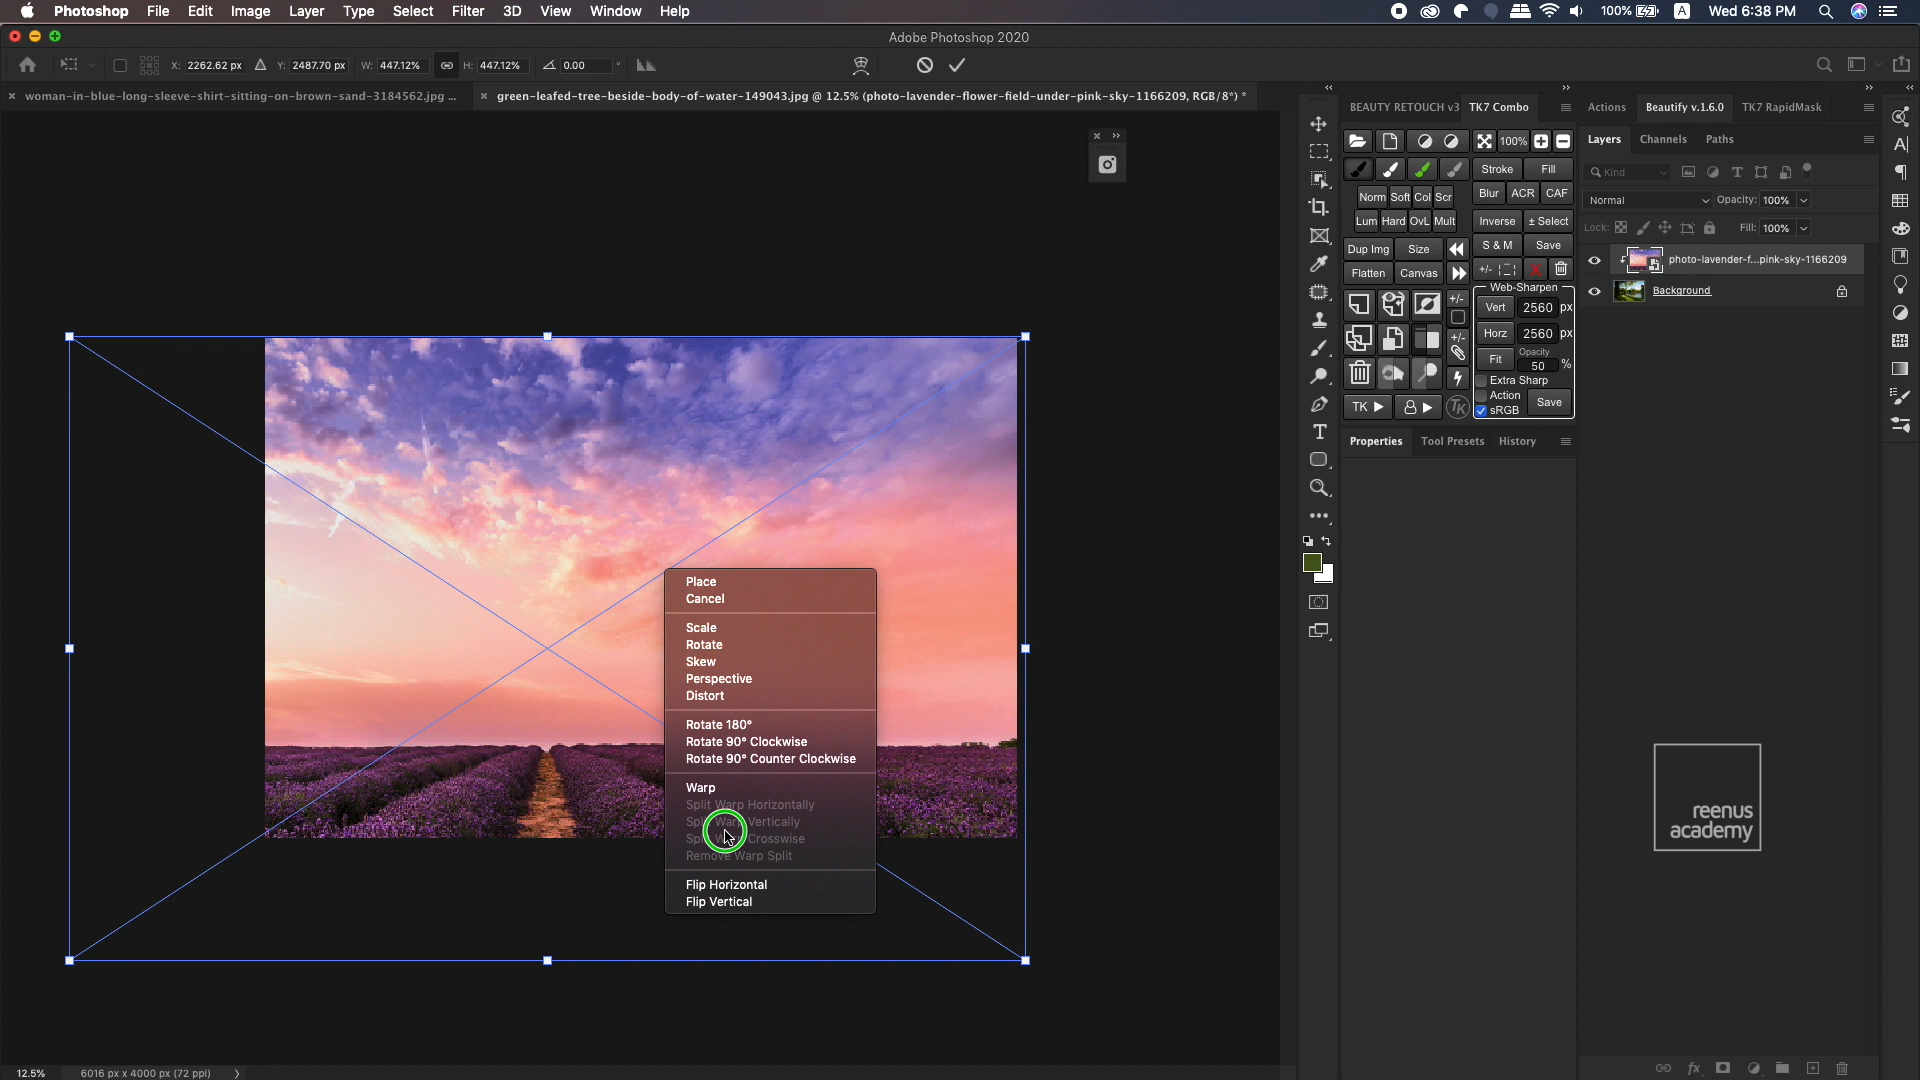 Photoshop File Edit Image Layer Type Select Filter 3D View Window Help 100% A Wed 6:38 PM
Adobe Photoshop 2020
X: 2262.62 px Y: 2487.70 px W: 447.12% H: 447.12% 0.00 °
woman-in-blue-long-sleeve-shirt-sitting-on-brown-sand-3184562.jpg ... green-leafed-tree-beside-body-of-water-149043.jpg @ 12.5% (photo-lavender-flower-field-under-pink-sky-1166209, RGB/8*) *
Place
Cancel
Scale
Rotate
Skew
Perspective
Distort
Rotate 180°
Rotate 90° Clockwise
Rotate 90° Counter Clockwise
Warp
Split Warp Horizontally
Split Warp Vertically
Split Warp Crosswise
Remove Warp Split
Flip Horizontal
Flip Vertical
12.5% 6016 px x 4000 px (72 ppi)
BEAUTY RETOUCH v3 TK7 Combo
100%
Stroke Fill
Norm Soft Col Scr Blur ACR CAF
Lum Hard OvL Mult Inverse ± Select
Dup Img Size S & M Save
Flatten Canvas +/-
Web-Sharpen
+/- Vert 2560 px
+/- Horz 2560 px
Fit Opacity 50 %
Extra Sharp
Action
sRGB Save
TK TK
Properties Tool Presets History
Actions Beautify v.1.6.0 TK7 RapidMask
Layers Channels Paths
Kind
Normal Opacity: 100%
Lock: Fill: 100%
photo-lavender-f...pink-sky-1166209
Background
reenus
academy